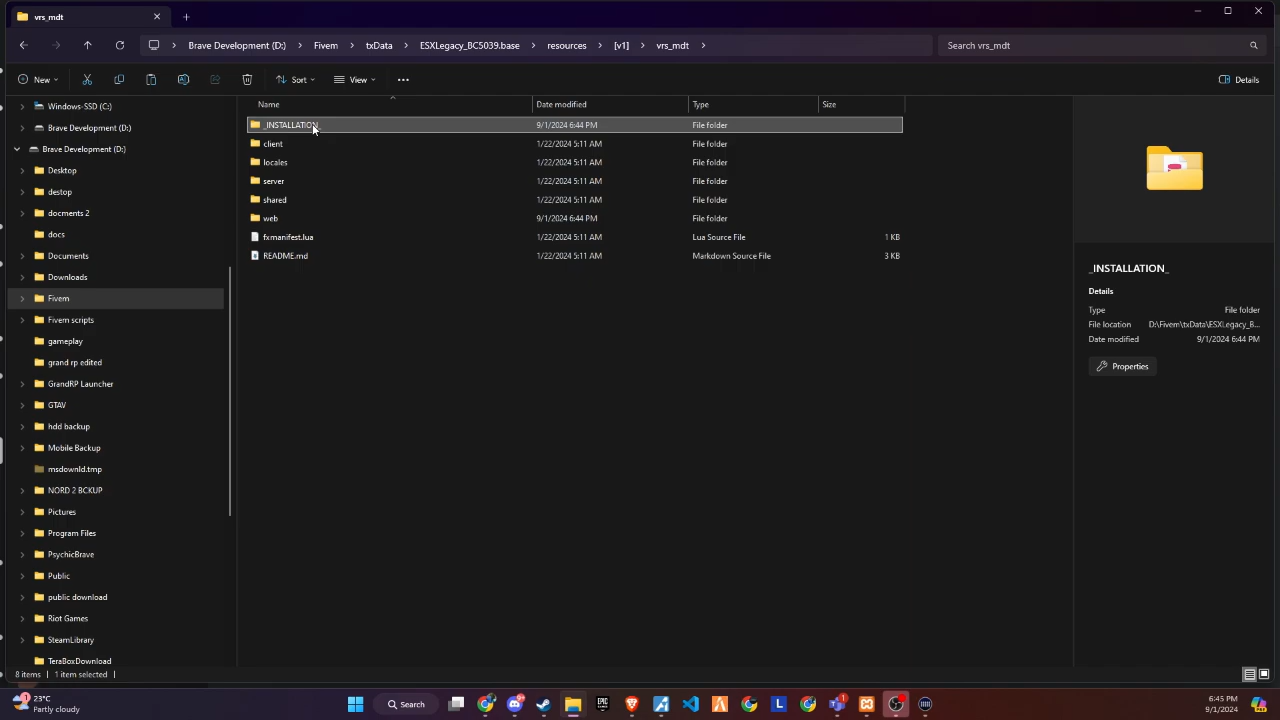 vrs_mdt
Brave Development (D:) > Fivem > txData > ESXLegacy_BC5039.base > resources > [v1] > vrs_mdt >
Search vrs_mdt
New
Sort
View
Details
Windows-SSD (C:)
Brave Development (D:)
Brave Development (D:)
Desktop
destop
docments 2
docs
Documents
Downloads
Fivem
Fivem scripts
gameplay
grand rp edited
GrandRP Launcher
GTAV
hdd backup
Mobile Backup
msdownld.tmp
NORD 2 BCKUP
Pictures
Program Files
PsychicBrave
Public
public download
Riot Games
SteamLibrary
TeraBoxDownload
Name Date modified Type Size
_INSTALLATION_ 9/1/2024 6:44 PM File folder
client 1/22/2024 5:11 AM File folder
locales 1/22/2024 5:11 AM File folder
server 1/22/2024 5:11 AM File folder
shared 1/22/2024 5:11 AM File folder
web 9/1/2024 6:44 PM File folder
fxmanifest.lua 1/22/2024 5:11 AM Lua Source File 1 KB
README.md 1/22/2024 5:11 AM Markdown Source File 3 KB
_INSTALLATION_
Details
Type File folder
File location D:\Fivem\txData\ESXLegacy_B...
Date modified 9/1/2024 6:44 PM
Properties
8 items 1 item selected
1
23°C
Partly cloudy
Search
EPIC
L
1
6:45 PM
9/1/2024